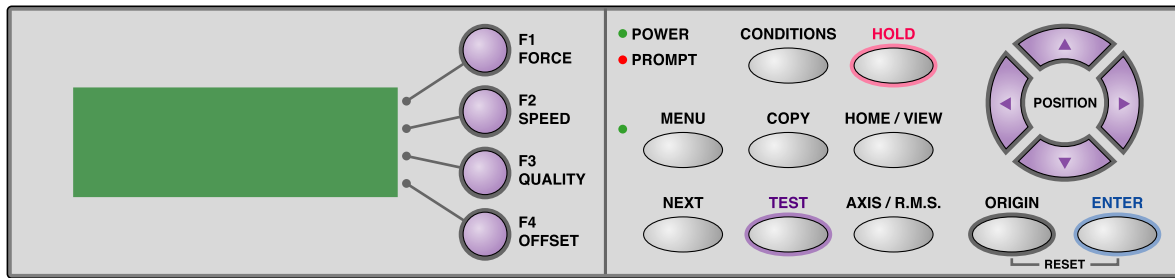 F1
FORCE
F2
SPEED
F3
QUALITY
F4
OFFSET
POWER
PROMPT
CONDITIONS
HOLD
MENU
COPY
HOME / VIEW
NEXT
TEST
AXIS / R.M.S.
POSITION
ORIGIN
ENTER
RESET